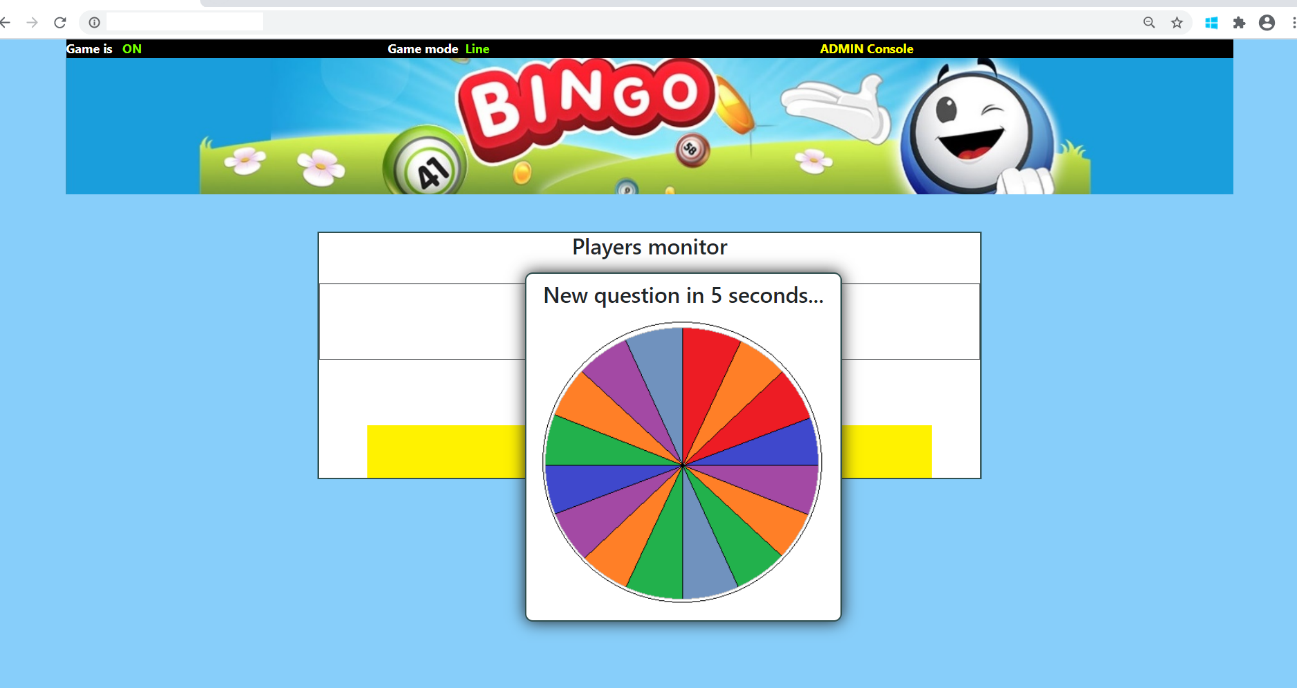 Game is ON Game mode Line ADMIN Console
BINGO
41
58
Players monitor
New question in 5 seconds...